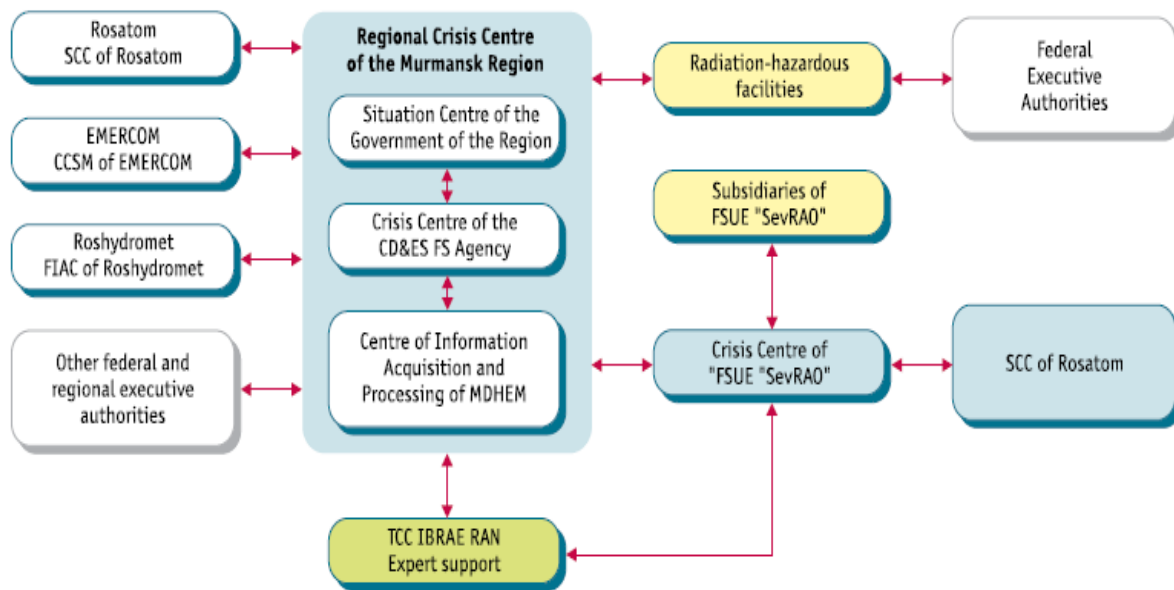 Rosatom
SCC of Rosatom
EMERCOM
CCSM of EMERCOM
Roshydromet
FIAC of Roshydromet
Other federal and
regional executive
authorities
Regional Crisis Centre
of the Murmansk Region
Situation Centre of the
Government of the Region
Crisis Centre of the
CD&ES FS Agency
Centre of Information
Acquisition and
Processing of MDHEM
TCC IBRAE RAN
Expert support
Radiation-hazardous
facilities
Subsidiaries of
FSUE "SevRAO"
Crisis Centre of
"FSUE "SevRAO"
Federal
Executive
Authorities
SCC of Rosatom